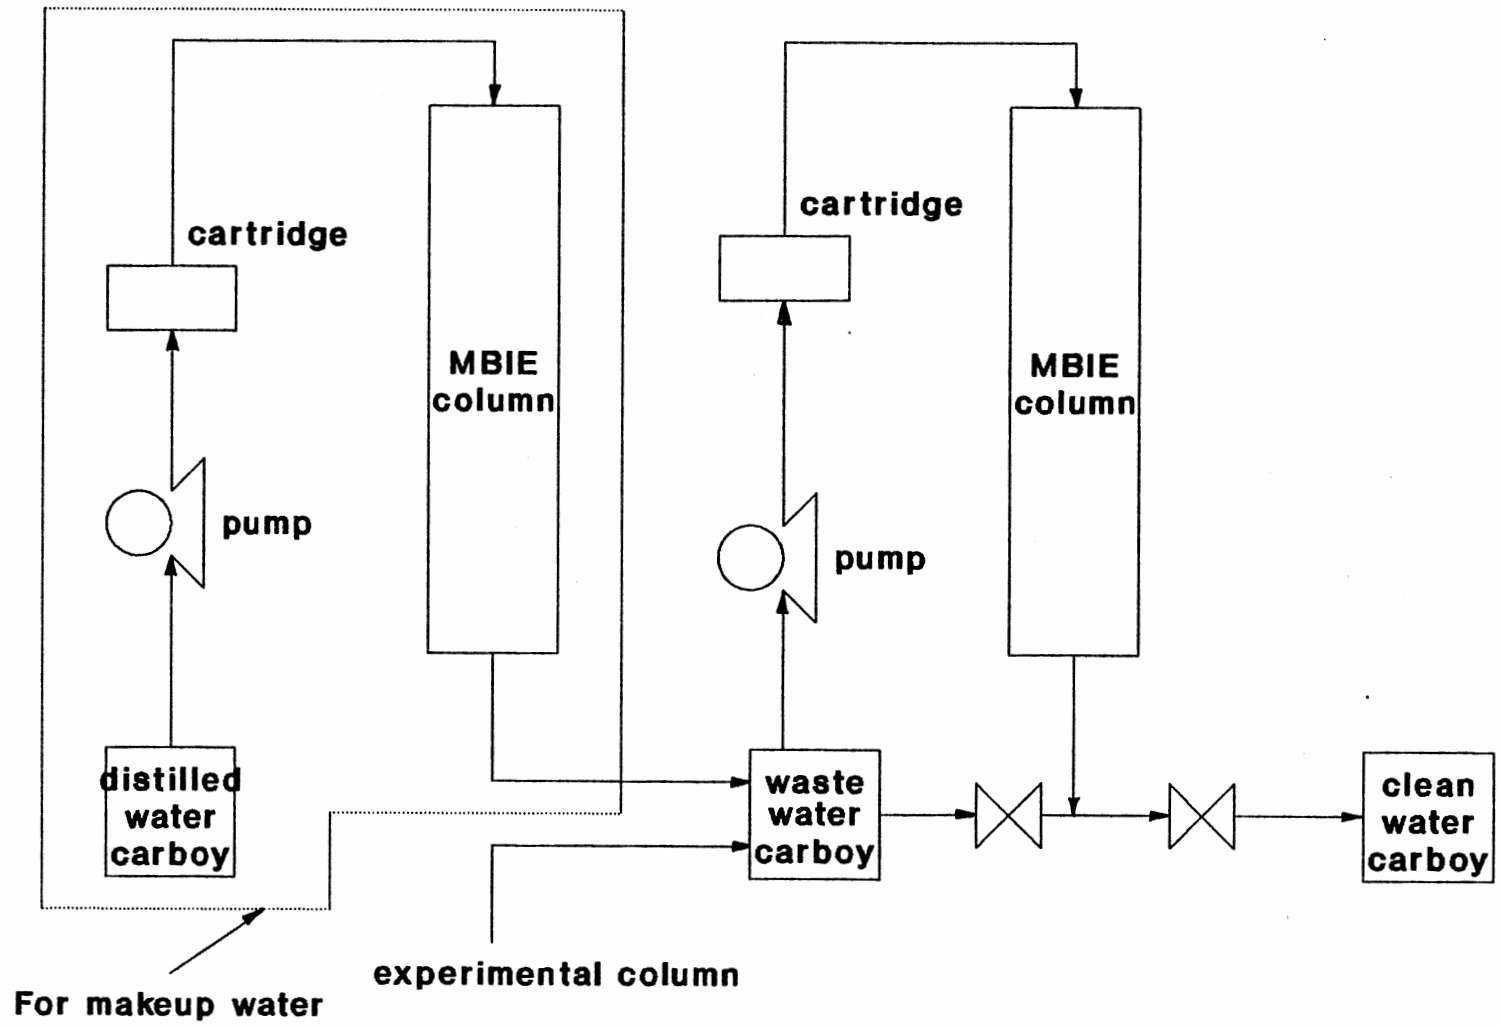 cartridge
cartridge
MBIE
column
MBIE
column
pump
pump
distilled
water
carboy
waste
water
carboy
clean
water
carboy
experimental column
For makeup water